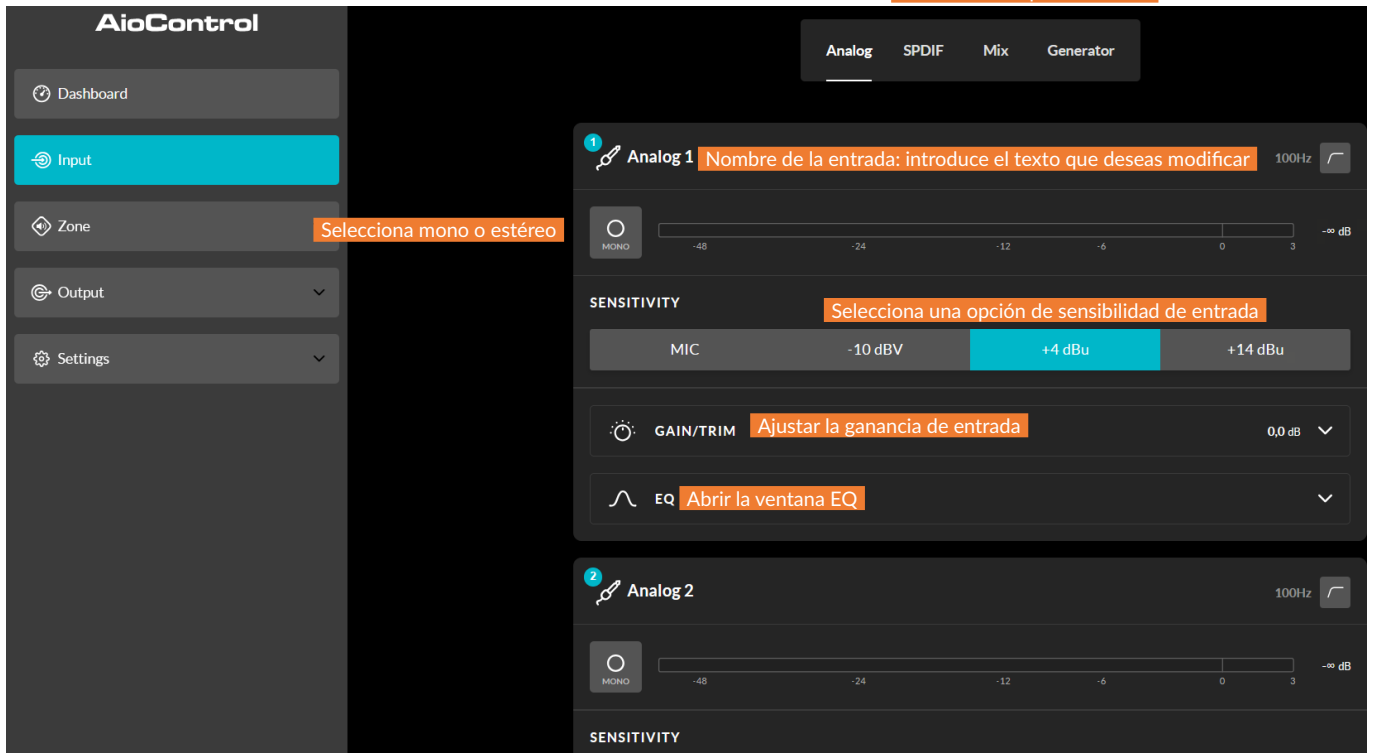 AioControl
Dashboard
Input
Zone
Output
Settings
Analog SPDIF Mix Generator
1
Analog 1 Nombre de la entrada: introduce el texto que deseas modificar 100Hz
Selecciona mono o estéreo
MONO
-48 -24 -12 -6 0 3
-∞ dB
SENSITIVITY
Selecciona una opción de sensibilidad de entrada
MIC -10 dBV +4 dBu +14 dBu
GAIN/TRIM Ajustar la ganancia de entrada 0,0 dB
EQ Abrir la ventana EQ
2
Analog 2 100Hz
MONO
-48 -24 -12 -6 0 3
-∞ dB
SENSITIVITY